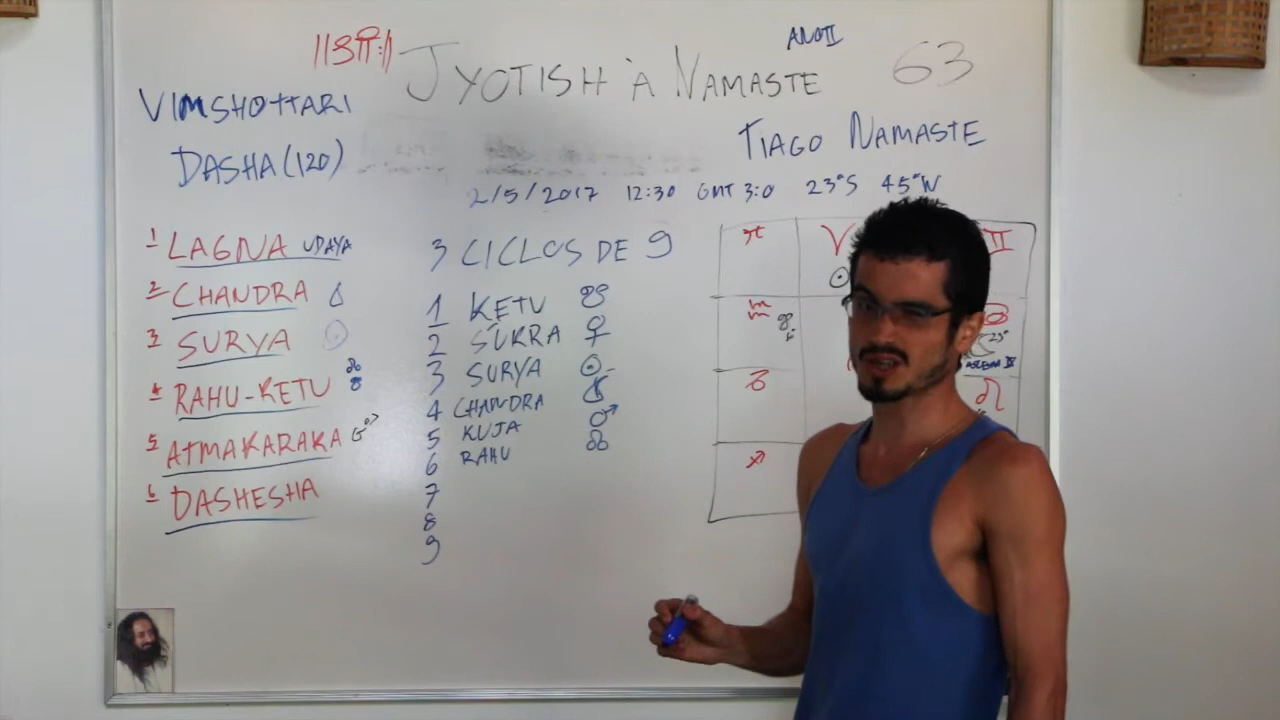 JYOTISH À NAMASTE
ANO II
63
VIMSHOTTARI
DASHA (120)
TIAGO NAMASTE
2/5/2017 12:30 GMT 3:0 23°S 45°W
1 LAGNA UDAYA
2 CHANDRA
3 SURYA ☉
4 RAHU-KETU ☊ ☋
5 ATMAKARAKA
6 DASHESHA
3 CICLOS DE 9
1 KETU ☋
2 SUKRA ♀
3 SURYA ☉
4 CHANDRA
5 KUJA ♂
6 RAHU ☊
7
8
9
♓ ♈ ♊
☉
♒ ☋ 25°
♑ ♌
♐